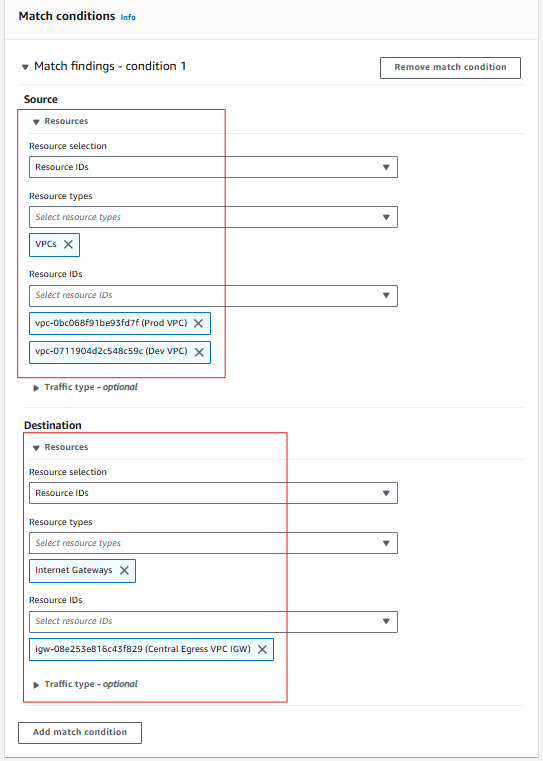 Match conditions Info
Match findings - condition 1
Remove match condition
Source
Resources
Resource selection
Resource IDs
Resource types
Select resource types
VPCs
Resource IDs
Select resource IDs
vpc-0bc068f91be93fd7f (Prod VPC)
vpc-0711904d2c548c59c (Dev VPC)
Traffic type - optional
Destination
Resources
Resource selection
Resource IDs
Resource types
Select resource types
Internet Gateways
Resource IDs
Select resource IDs
igw-08e253e816c43f829 (Central Egress VPC IGW)
Traffic type - optional
Add match condition